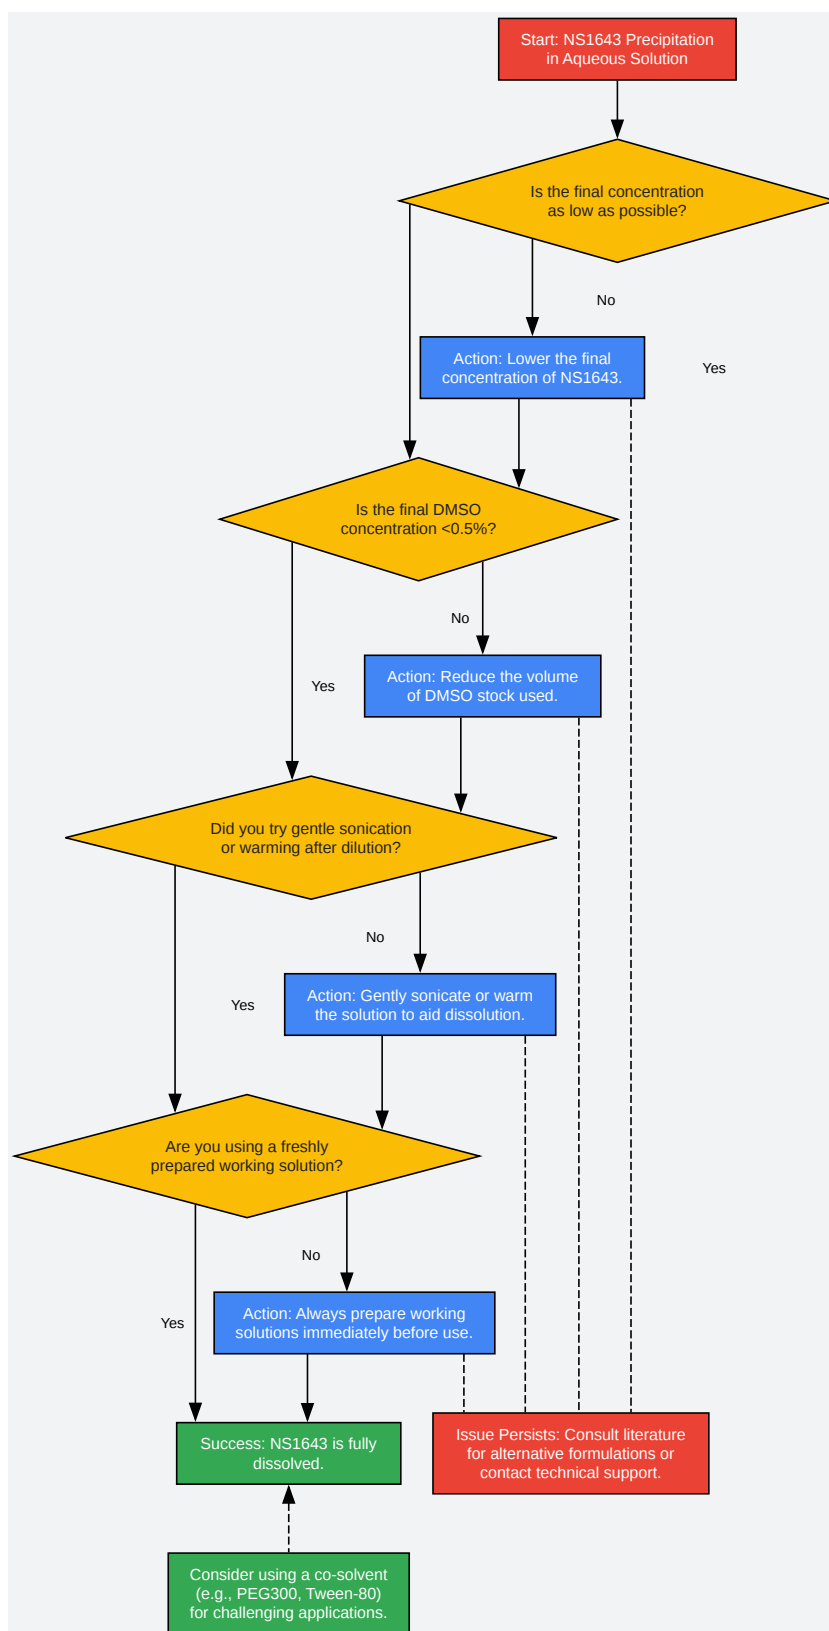 Start: NS1643 Precipitation
in Aqueous Solution
Is the final concentration
as low as possible?
No
Action: Lower the final
concentration of NS1643.
Yes
Is the final DMSO
concentration <0.5%?
No
Action: Reduce the volume
of DMSO stock used.
Yes
Did you try gentle sonication
or warming after dilution?
No
Action: Gently sonicate or warm
the solution to aid dissolution.
Yes
Are you using a freshly
prepared working solution?
No
Action: Always prepare working
solutions immediately before use.
Yes
Success: NS1643 is fully
dissolved.
Issue Persists: Consult literature
for alternative formulations or
contact technical support.
Consider using a co-solvent
(e.g., PEG300, Tween-80)
for challenging applications.